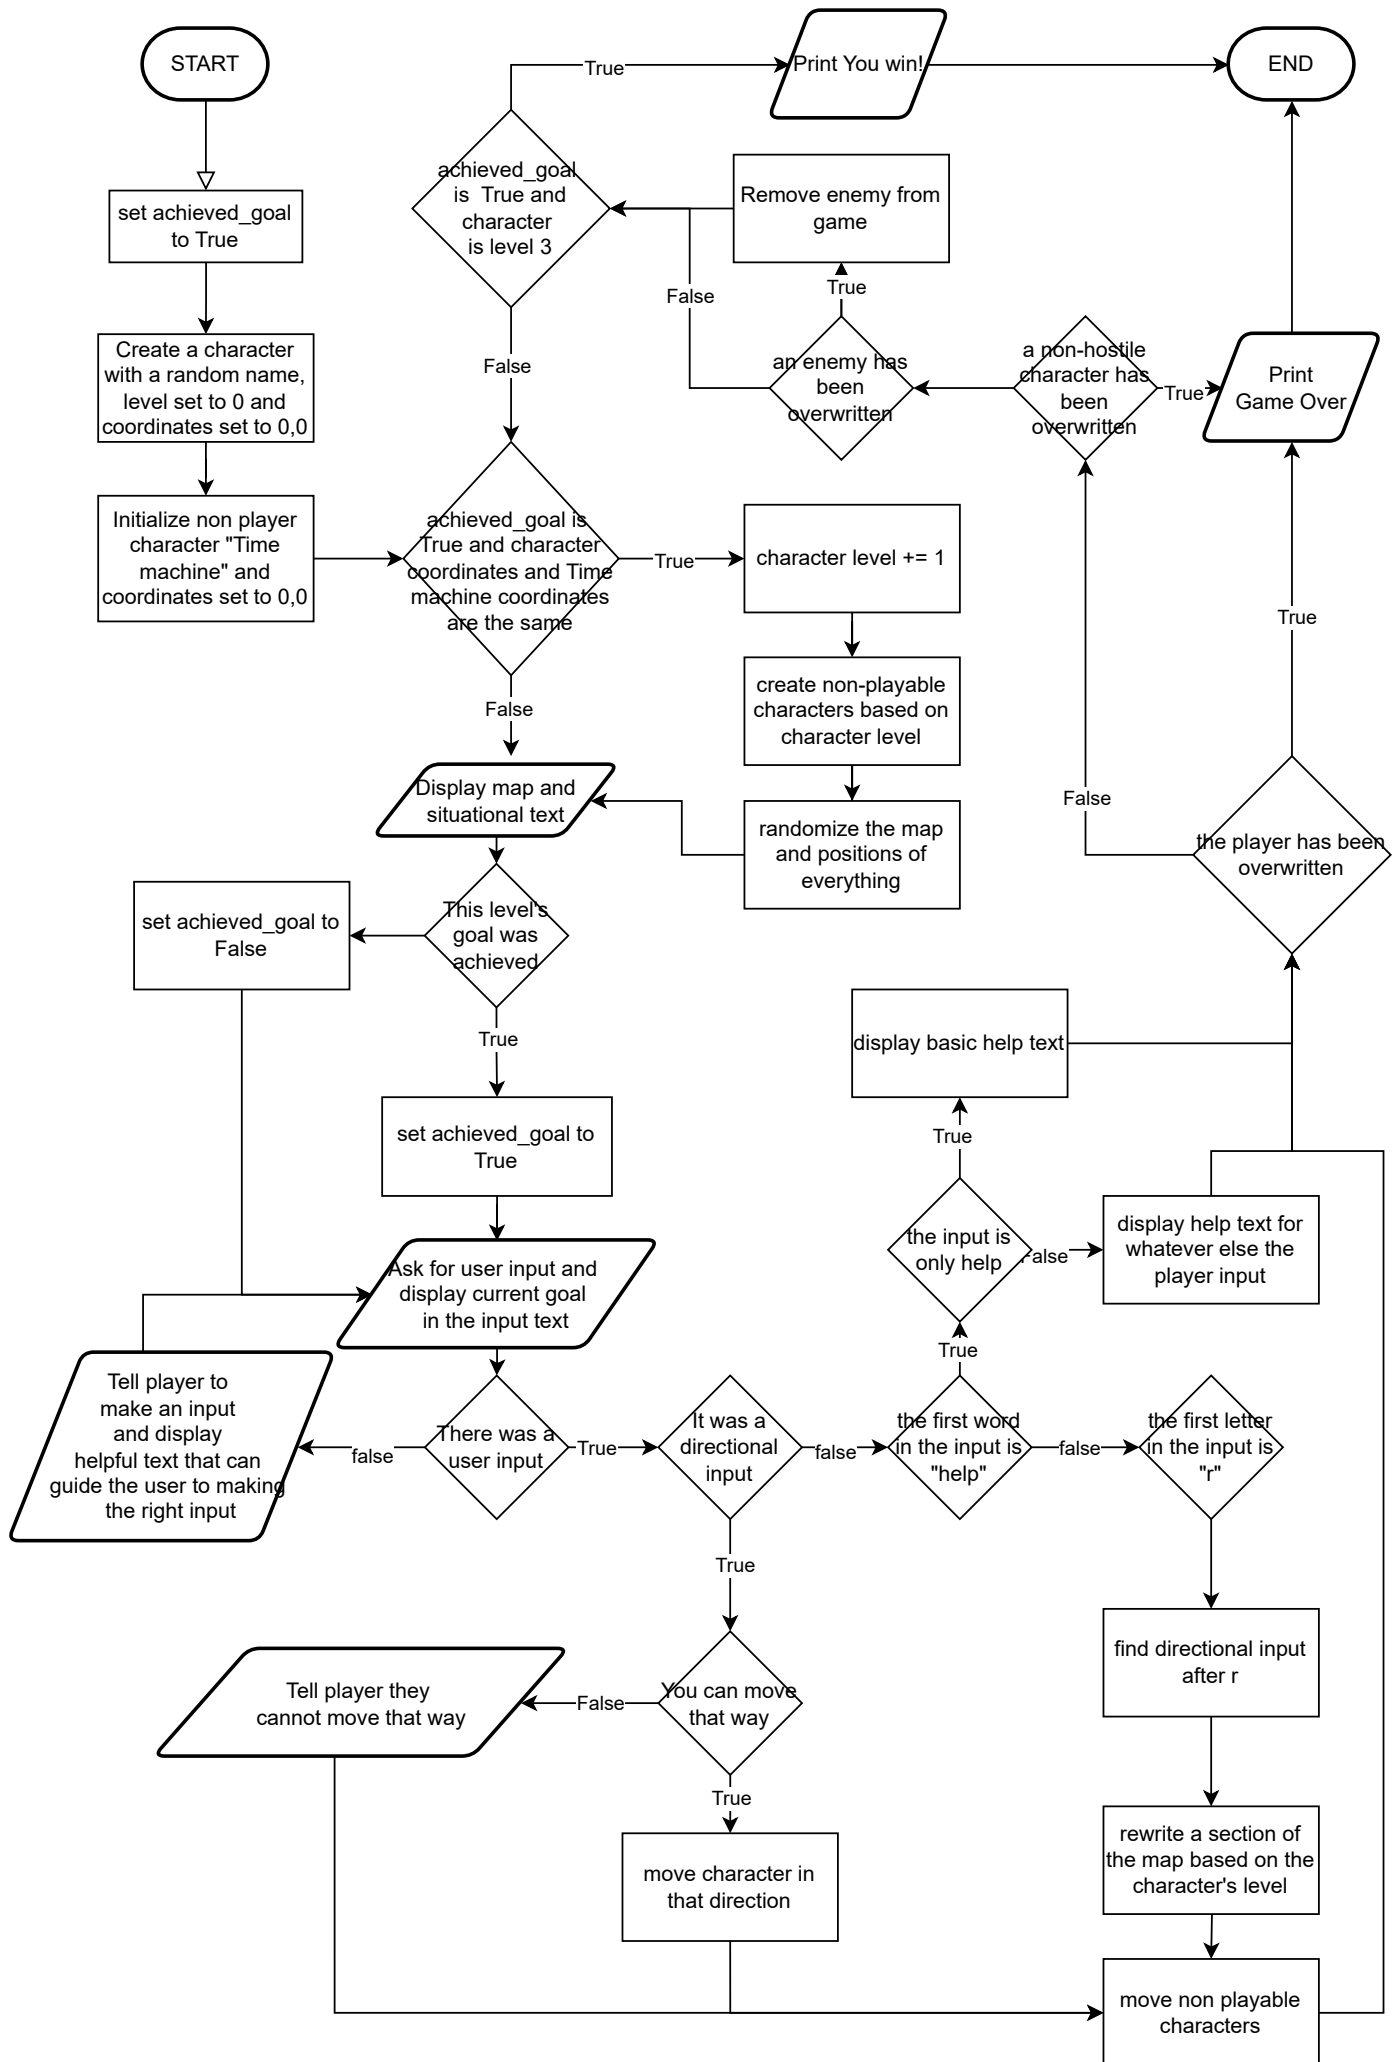 START
True
Print You win!
END
achieved_goal
is  True and
character
is level 3
Remove enemy from
game
set achieved_goal
to True
False
True
an enemy has
been
overwritten
a non-hostile
character has
been
overwritten
True
Print
Game Over
Create a character
with a random name,
level set to 0 and
coordinates set to 0,0
False
Initialize non player
character "Time
machine" and
coordinates set to 0,0
achieved_goal is
True and character
coordinates and Time
machine coordinates
are the same
True
character level += 1
True
create non-playable
characters based on
character level
False
Display map and
situational text
randomize the map
and positions of
everything
False
the player has been
overwritten
set achieved_goal to
False
This level's
goal was
achieved
True
display basic help text
set achieved_goal to
True
True
the input is
only help
False
display help text for
whatever else the
player input
Ask for user input and
display current goal
in the input text
True
Tell player to
make an input
and display
helpful text that can
guide the user to making
the right input
false
There was a
user input
True
It was a
directional
input
false
the first word
in the input is
"help"
false
the first letter
in the input is
"r"
True
find directional input
after r
Tell player they
cannot move that way
False
You can move
that way
True
move character in
that direction
rewrite a section of
the map based on the
character's level
move non playable
characters